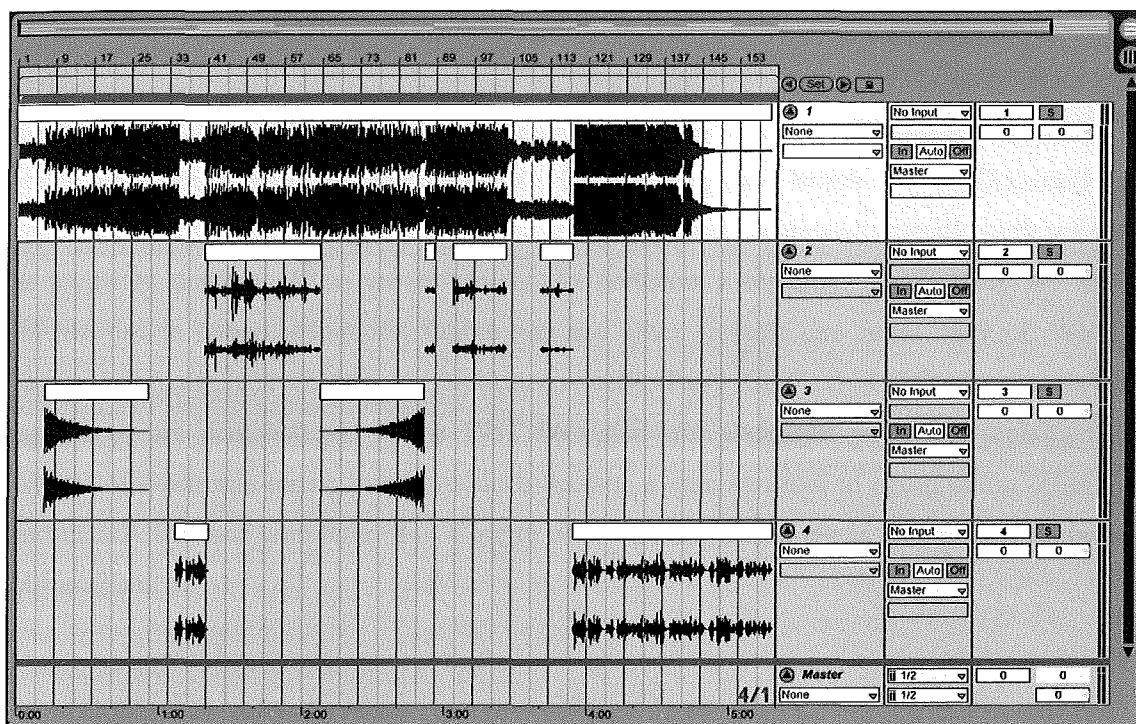 1 9 17 25 33 41 49 57 65 73 81 89 97 105 113 121 129 137 145 153
Set
1 No Input 1 S
None 0 0
In Auto Off
Master
2 No Input 2 S
None 0 0
In Auto Off
Master
3 No Input 3 S
None 0 0
In Auto Off
Master
4 No Input 4 S
None 0 0
In Auto Off
Master
Master 1/2 0 0
4/1 None 1/2 0
0:00 1:00 2:00 3:00 4:00 5:00